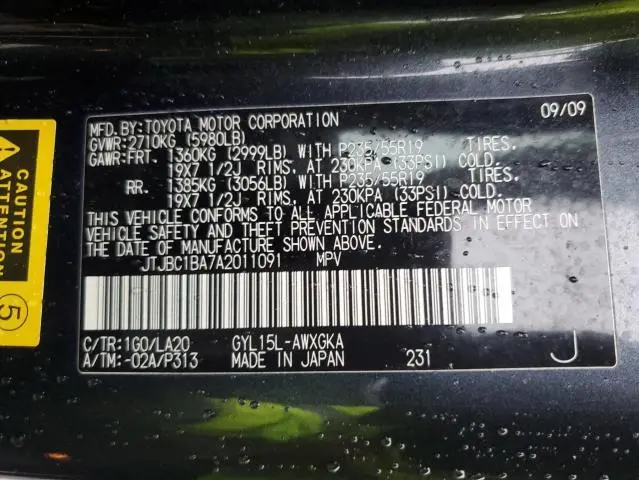 MFD.BY:TOYOTA MOTOR CORPORATION 09/09
GVWR:2710KG (5980LB)
GAWR:FRT. 1360KG (2999LB) WITH P235/55R19 TIRES.
19X7 1/2J RIMS, AT 230KPA (33PSI) COLD.
RR. 1385KG (3056LB) WITH P235/55R19 TIRES.
19X7 1/2J RIMS, AT 230KPA (33PSI) COLD.
THIS VEHICLE CONFORMS TO ALL APPLICABLE FEDERAL MOTOR
VEHICLE SAFETY AND THEFT PREVENTION STANDARDS IN EFFECT ON
THE DATE OF MANUFACTURE SHOWN ABOVE.
JTJBC1BA7A2011091 MPV
C/TR:1G0/LA20 GYL15L-AWXGKA
A/TM:-02A/P313 MADE IN JAPAN 231 J
CAUTION
ATTENTION
5